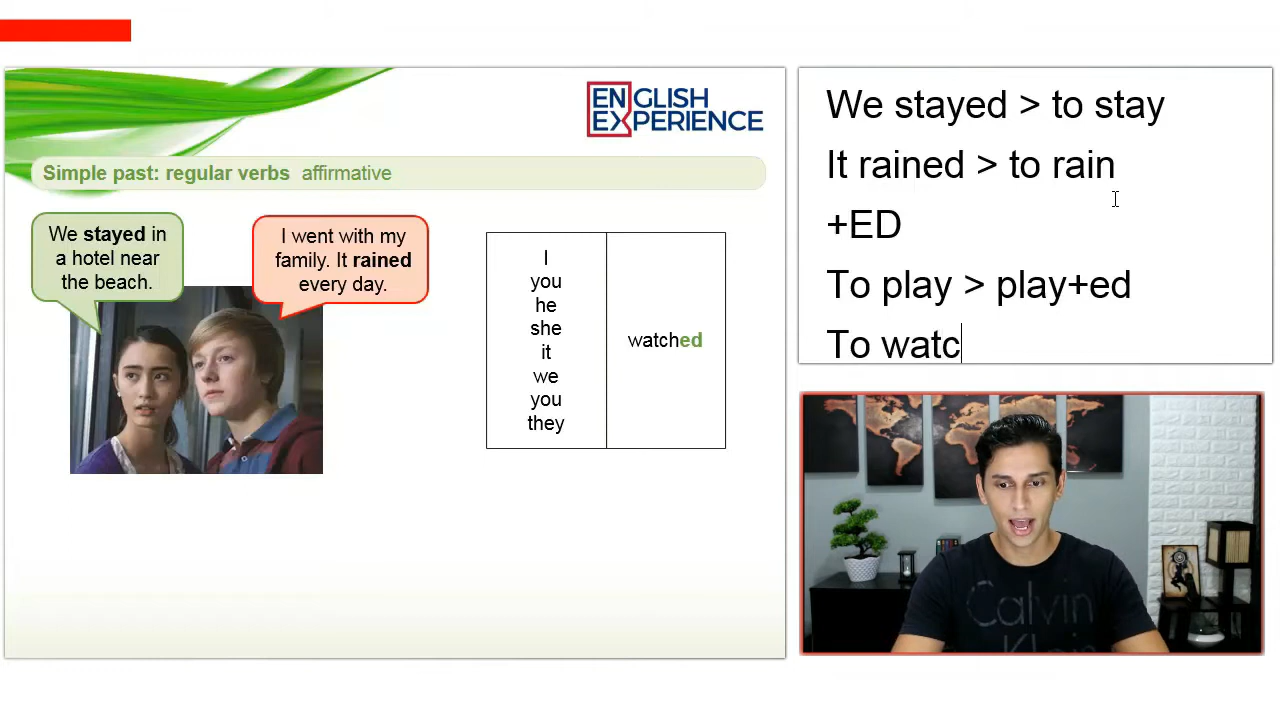 ENGLISH
EXPERIENCE
Simple past: regular verbs affirmative
We stayed in
a hotel near
the beach.
I went with my
family. It rained
every day.
I
you
he
she
it
we
you
they
watched
We stayed > to stay
It rained > to rain
+ED
To play > play+ed
To watc
Calvin
Klein